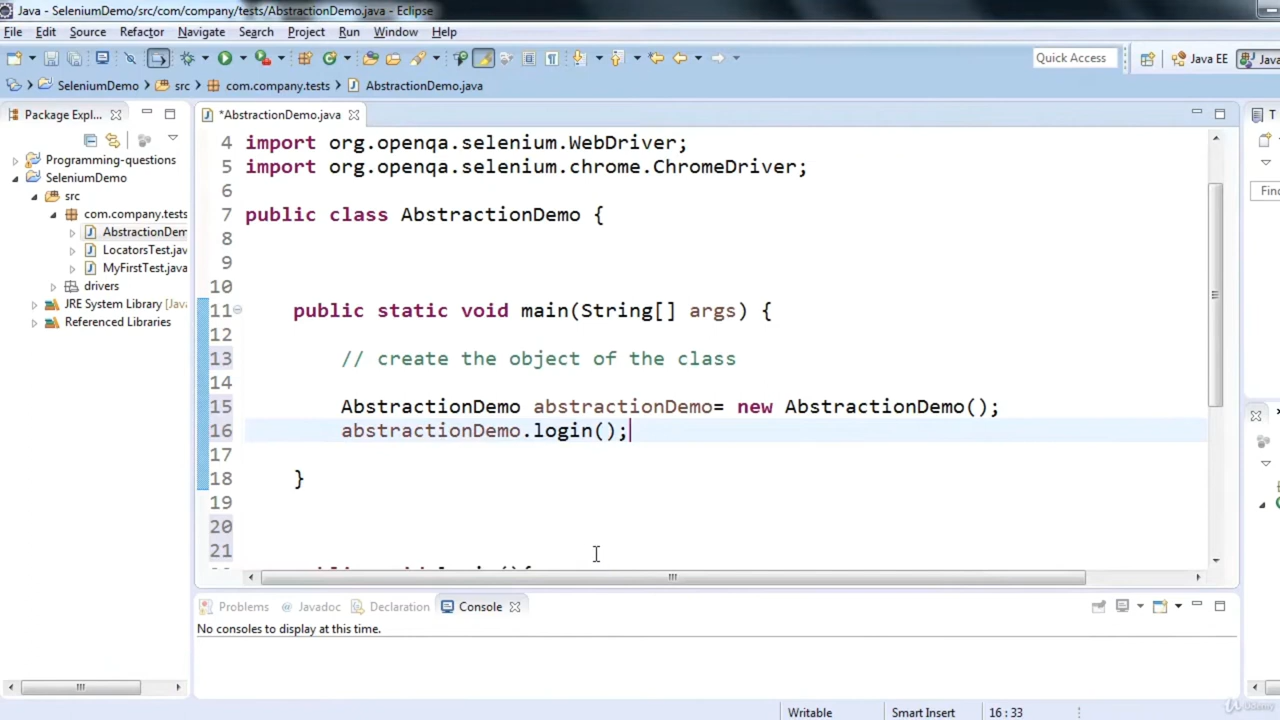 Java - SeleniumDemo/src/com/company/tests/AbstractionDemo.java - Eclipse
File Edit Source Refactor Navigate Search Project Run Window Help
Quick Access Java EE Java
SeleniumDemo src com.company.tests AbstractionDemo.java
Package Expl...
*AbstractionDemo.java
Programming-questions
SeleniumDemo
src
com.company.tests
AbstractionDem
LocatorsTest.jav
MyFirstTest.java
drivers
JRE System Library [Java
Referenced Libraries
4 import org.openqa.selenium.WebDriver;
5 import org.openqa.selenium.chrome.ChromeDriver;
6
7 public class AbstractionDemo {
8
9
10
11 public static void main(String[] args) {
12
13 // create the object of the class
14
15 AbstractionDemo abstractionDemo= new AbstractionDemo();
16 abstractionDemo.login();
17
18 }
19
20
21
T
Find
Problems @ Javadoc Declaration Console
No consoles to display at this time.
Writable Smart Insert 16 : 33
Udemy